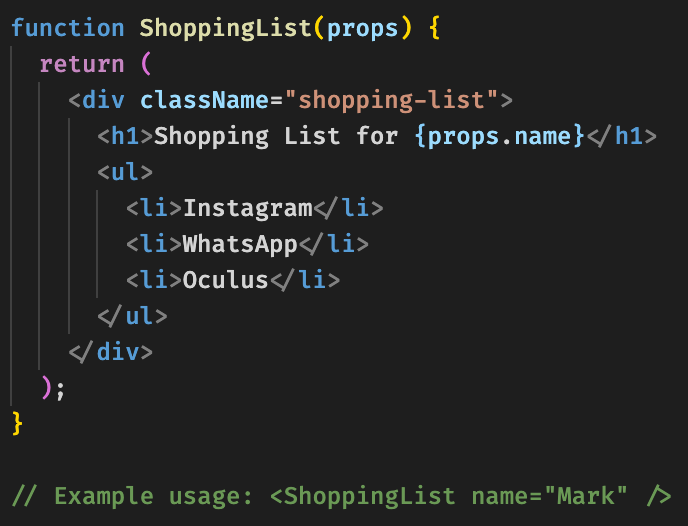 function ShoppingList(props) {
  return (
    <div className="shopping-list">
      <h1>Shopping List for {props.name}</h1>
      <ul>
        <li>Instagram</li>
        <li>WhatsApp</li>
        <li>Oculus</li>
      </ul>
    </div>
  );
}

// Example usage: <ShoppingList name="Mark" />